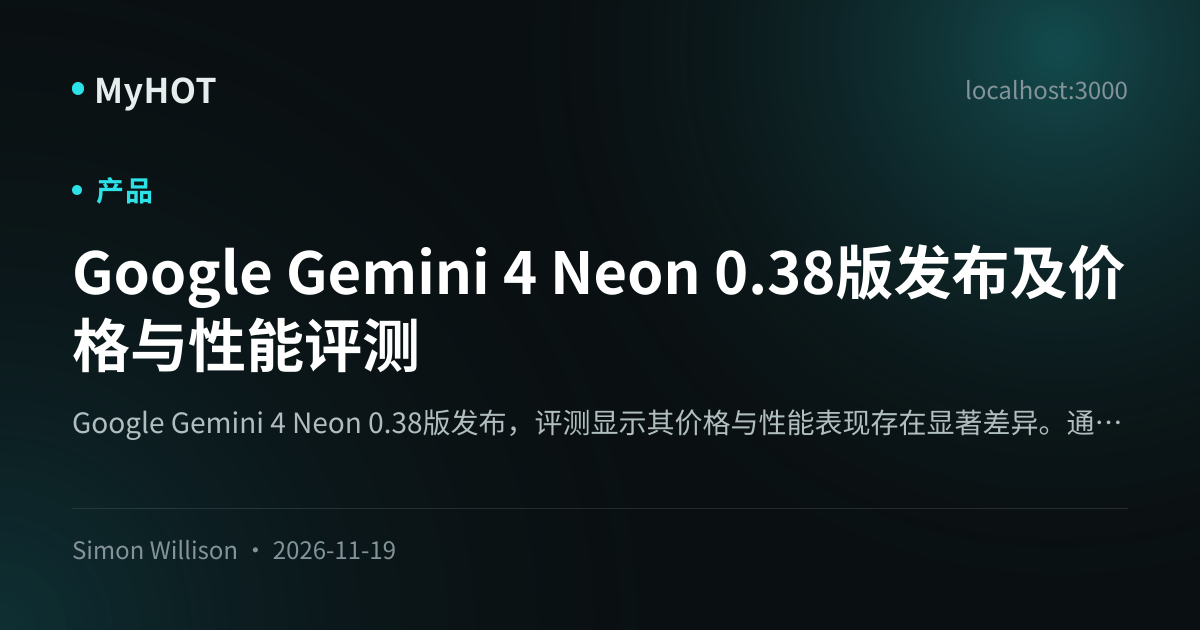 MyHOT
localhost:3000
产品
Google Gemini 4 Neon 0.38版发布及价
格与性能评测
Google Gemini 4 Neon 0.38版发布，评测显示其价格与性能表现存在显著差异。通…
Simon Willison · 2026-11-19